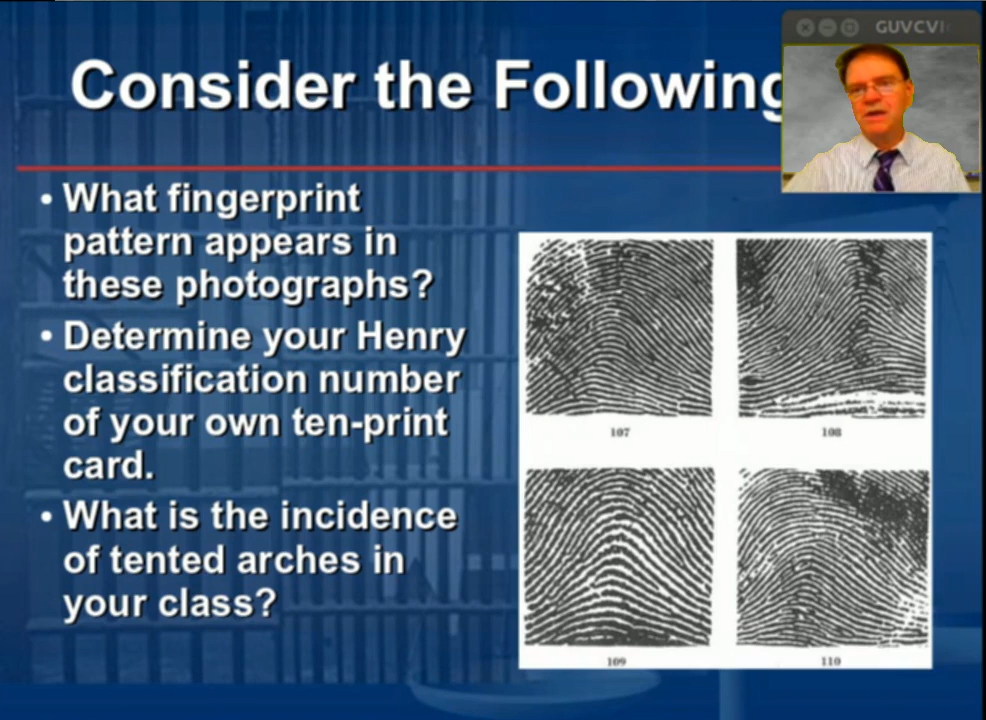 Consider the Following
GUVCVI
• What fingerprint
pattern appears in
these photographs?
• Determine your Henry
classification number
of your own ten-print
card.
• What is the incidence
of tented arches in
your class?
107
108
109
110